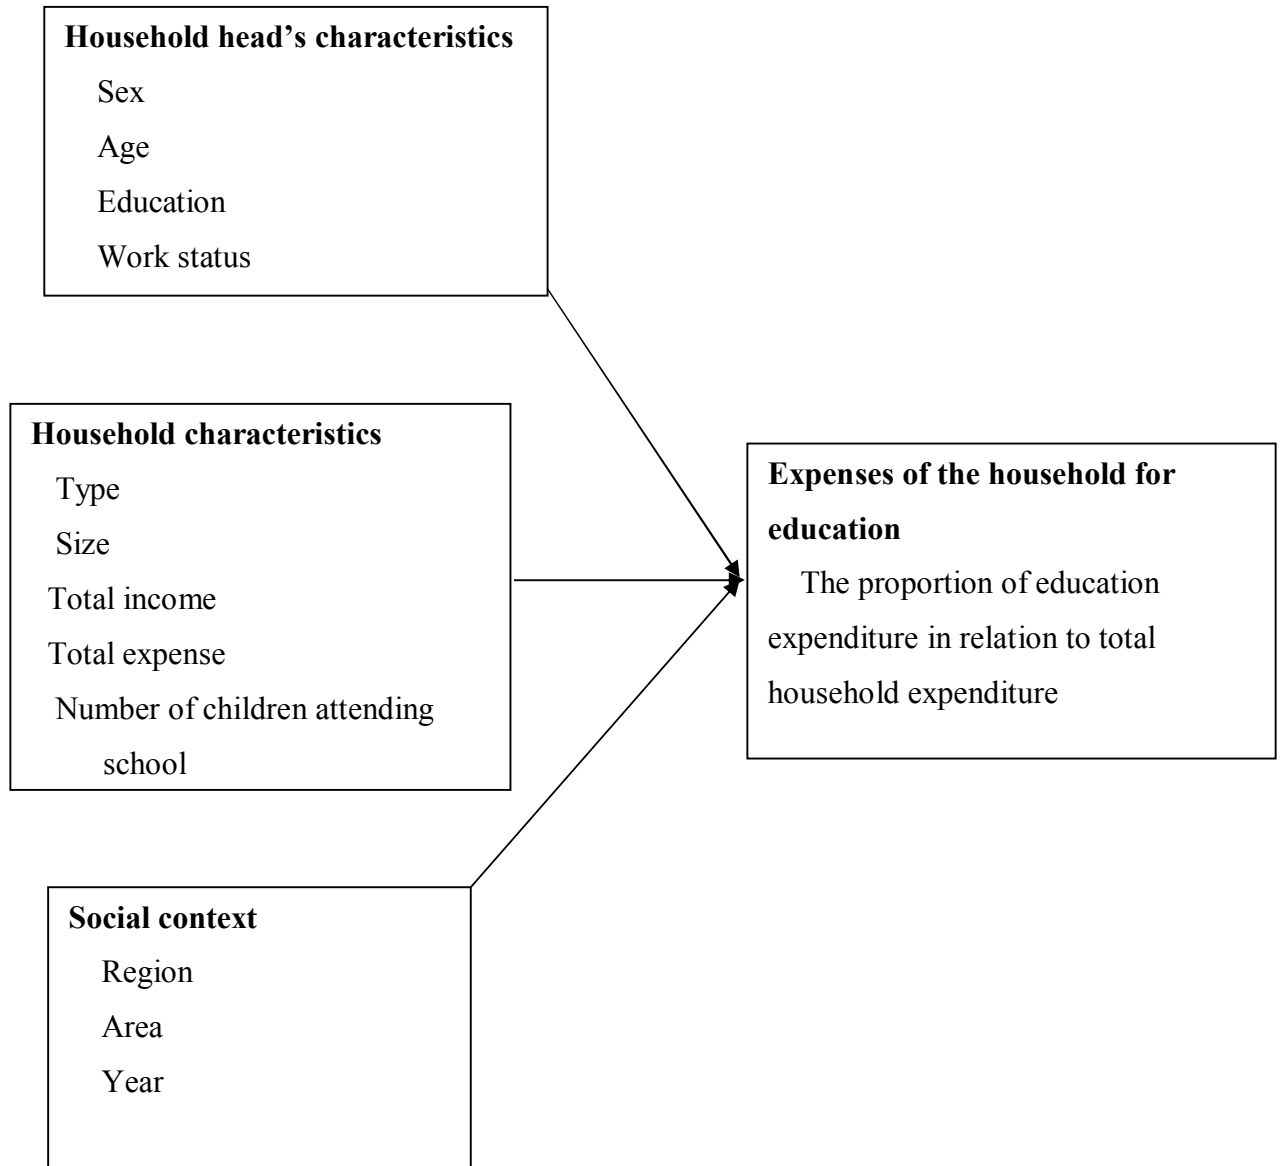 Household head’s characteristics
Sex
Age
Education
Work status
Household characteristics
Type
Size
Total income
Total expense
Number of children attending
school
Expenses of the household for
education
The proportion of education
expenditure in relation to total
household expenditure
Social context
Region
Area
Year